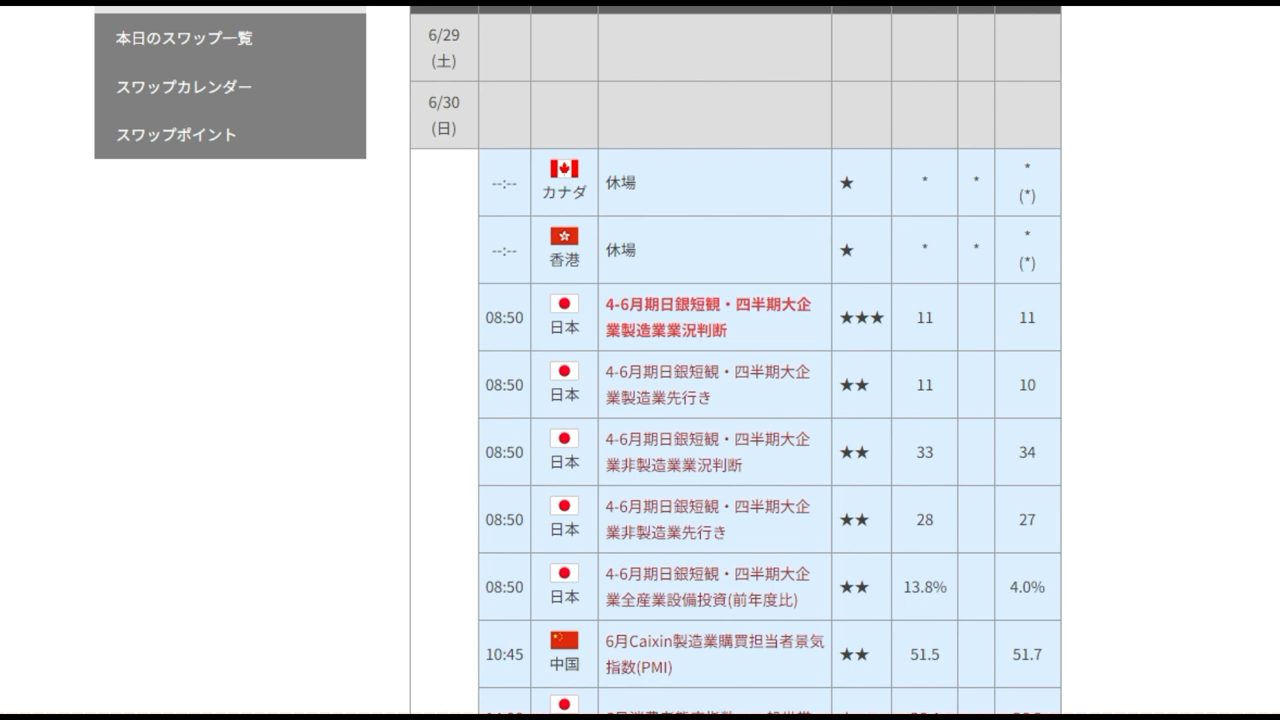 本日のスワップ一覧
スワップカレンダー
スワップポイント
6/29
(土)
6/30
(日)
--:--
カナダ
休場
★
*
*
*
(*)
--:--
香港
休場
★
*
*
*
(*)
08:50
日本
4-6月期日銀短観・四半期大企
業製造業業況判断
★★★
11
11
08:50
日本
4-6月期日銀短観・四半期大企
業製造業先行き
★★
11
10
08:50
日本
4-6月期日銀短観・四半期大企
業非製造業業況判断
★★
33
34
08:50
日本
4-6月期日銀短観・四半期大企
業非製造業先行き
★★
28
27
08:50
日本
4-6月期日銀短観・四半期大企
業全産業設備投資(前年度比)
★★
13.8%
4.0%
10:45
中国
6月Caixin製造業購買担当者景気
指数(PMI)
★★
51.5
51.7